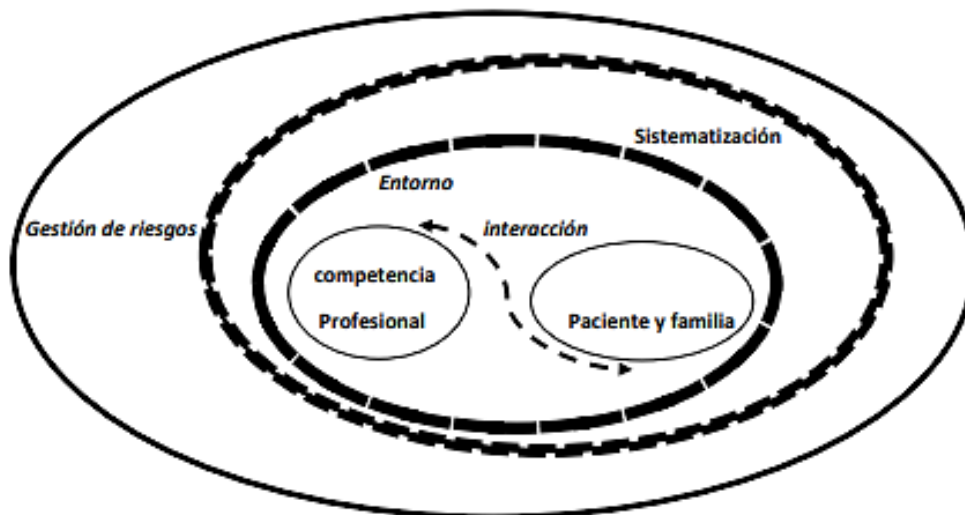 Sistematización
Entorno
Gestión de riesgos
interacción
competencia
Profesional
Paciente y familia